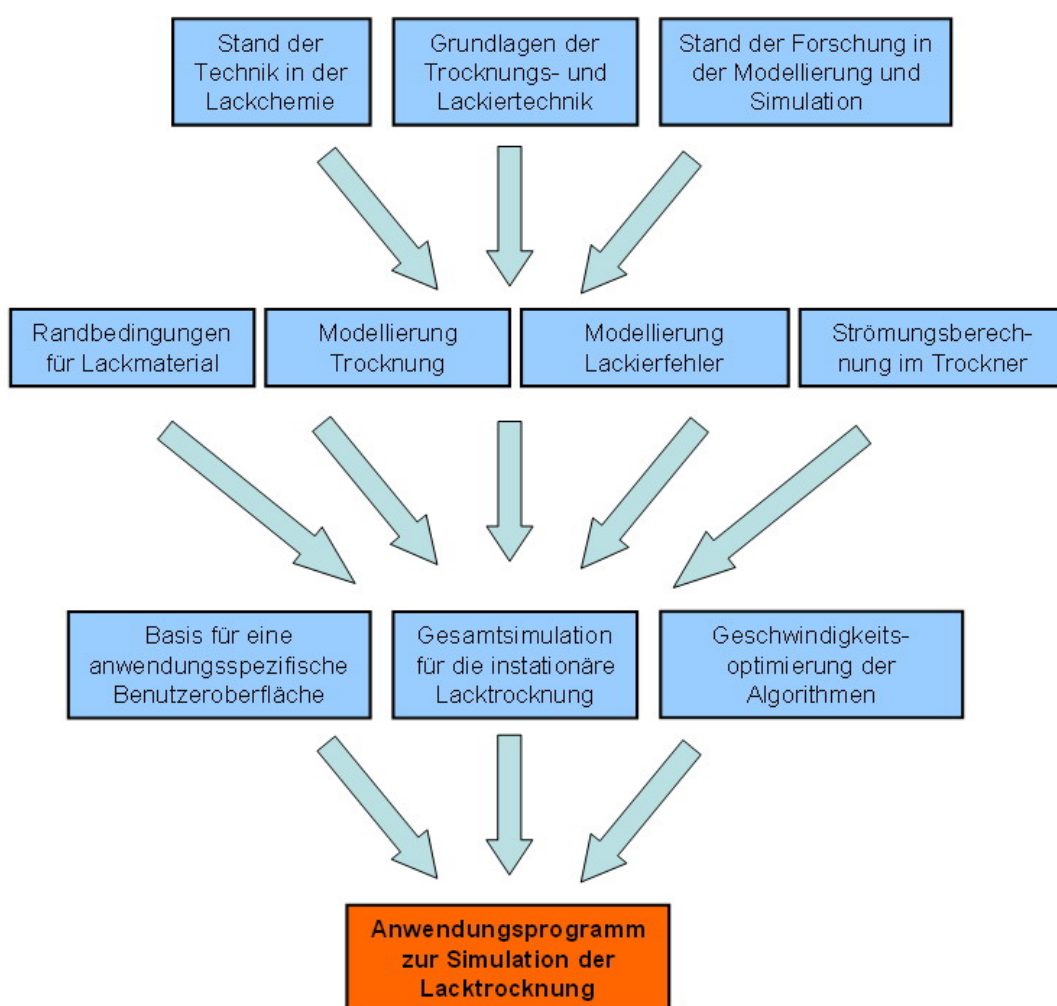 Stand der
Technik in der
Lackchemie
Grundlagen der
Trocknungs- und
Lackiertechnik
Stand der Forschung in
der Modellierung und
Simulation
Randbedingungen
für Lackmaterial
Modellierung
Trocknung
Modellierung
Lackierfehler
Strömungsberech-
nung im Trockner
Basis für eine
anwendungsspezifische
Benutzeroberfläche
Gesamtsimulation
für die instationäre
Lacktrocknung
Geschwindigkeits-
optimierung der
Algorithmen
Anwendungsprogramm
zur Simulation der
Lacktrocknung